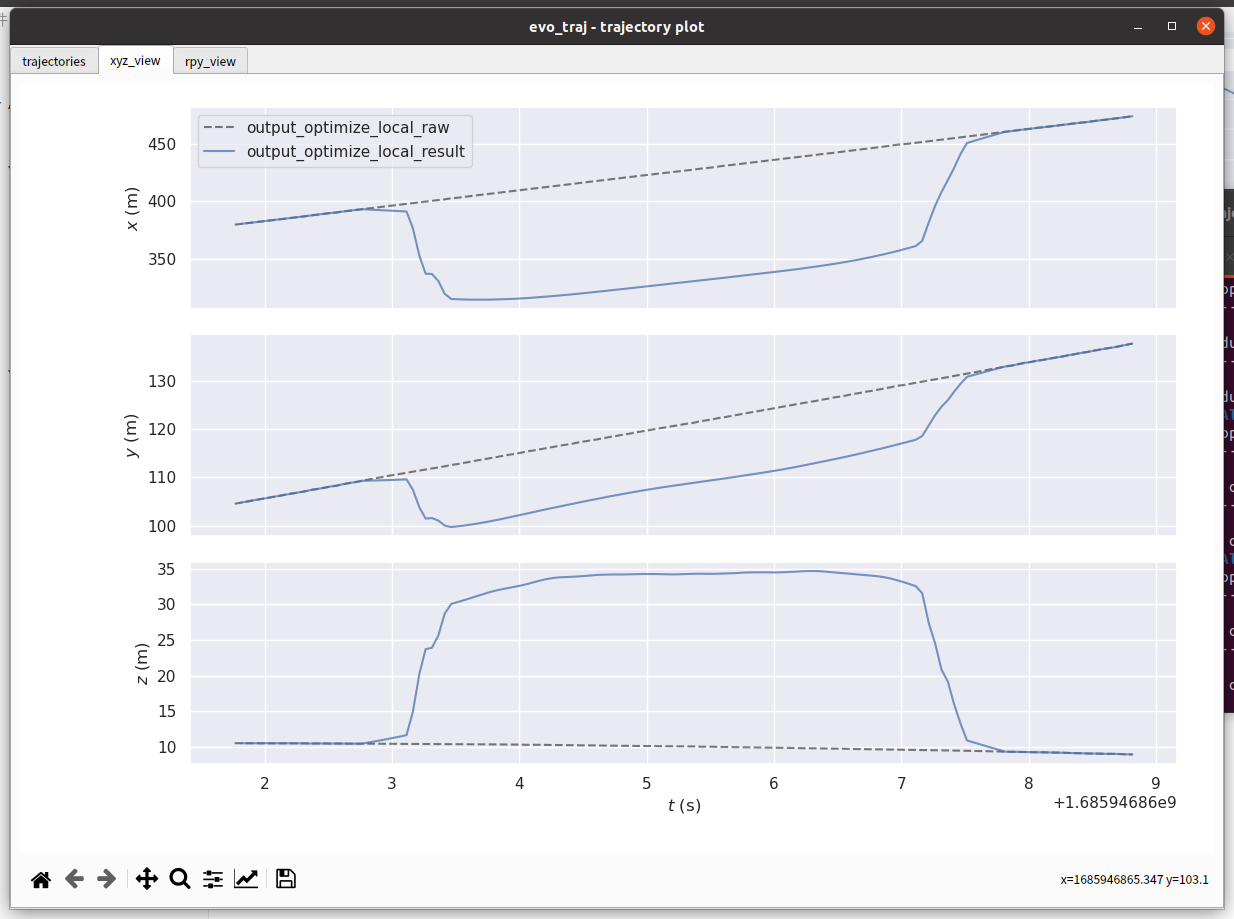 evo_traj - trajectory plot
trajectories xyz_view rpy_view
output_optimize_local_raw
output_optimize_local_result
x (m)
450
400
350
y (m)
130
120
110
100
z (m)
35
30
25
20
15
10
2 3 4 5 6 7 8 9
t (s)
+1.68594686e9
x=1685946865.347 y=103.1